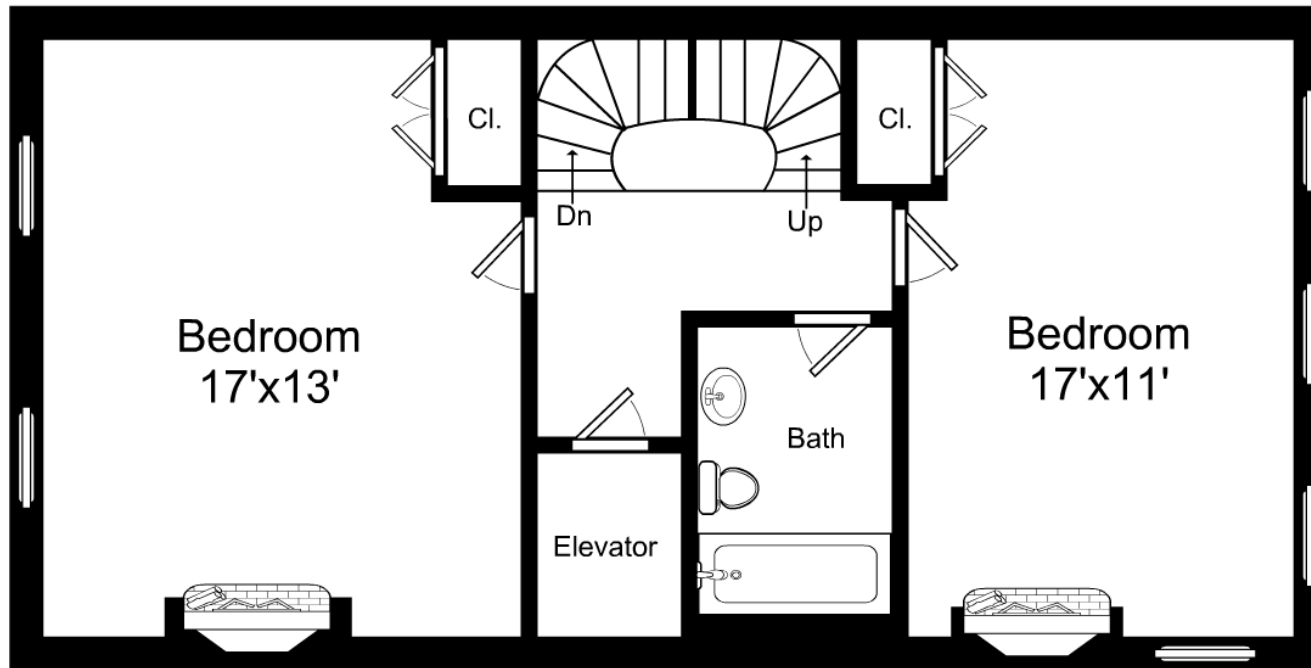 Cl.
Cl.
Dn
Up
Bedroom
17'x13'
Bedroom
17'x11'
Bath
Elevator